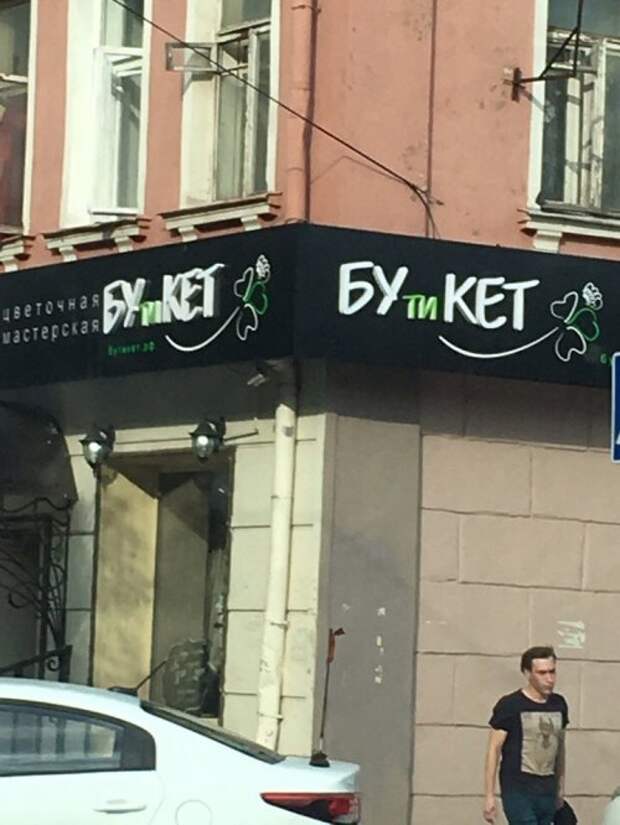 цветочная
мастерская
БУтиКЕТ
бутикет.рф
БУтиКЕТ